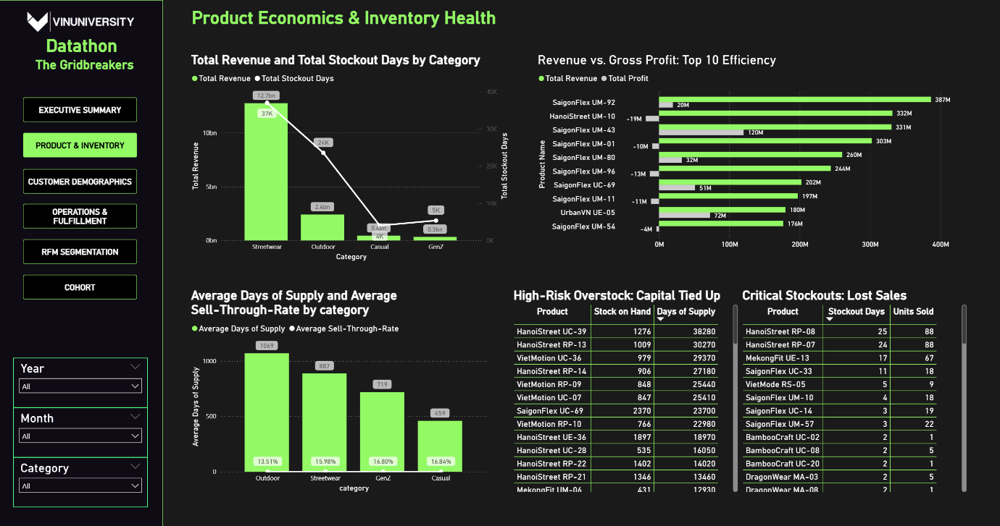 VINUNIVERSITY
Datathon
The Gridbreakers
EXECUTIVE SUMMARY
PRODUCT & INVENTORY
CUSTOMER DEMOGRAPHICS
OPERATIONS &
FULFILLMENT
RFM SEGMENTATION
COHORT
Year
All
Month
All
Category
All
Product Economics & Inventory Health
Total Revenue and Total Stockout Days by Category
Total Revenue Total Stockout Days
Total Revenue
10bn
5bn
0bn
12.7bn
37K
24K
2.4bn
0.4bn
4K
5K
0.3bn
40K
30K
20K
10K
0K
Total Stockout Days
Streetwear Outdoor Casual GenZ
Category
Revenue vs. Gross Profit: Top 10 Efficiency
Total Revenue Total Profit
Product Name
SaigonFlex UM-92 387M 20M
HanoiStreet UM-10 332M -19M
SaigonFlex UM-43 331M 120M
SaigonFlex UM-01 303M -10M
SaigonFlex UM-80 260M 32M
SaigonFlex UM-96 244M -13M
SaigonFlex UC-69 202M 51M
SaigonFlex UM-11 197M -11M
UrbanVN UE-05 180M 72M
SaigonFlex UM-54 176M -4M
0M 100M 200M 300M 400M
Average Days of Supply and Average
Sell-Through-Rate by category
Average Days of Supply Average Sell-Through-Rate
Average Days of Supply
1000
500
0
1069
887
719
459
13.51% 15.98% 16.80% 16.84%
Outdoor Streetwear GenZ Casual
category
High-Risk Overstock: Capital Tied Up
Product Stock on Hand Days of Supply
HanoiStreet UC-39 1276 38280
HanoiStreet RP-13 1009 30270
VietMotion UC-36 979 29370
HanoiStreet RP-14 906 27180
VietMotion RP-09 848 25440
VietMotion UC-07 847 25410
SaigonFlex UC-69 2370 23700
VietMotion RP-10 766 22980
HanoiStreet UE-36 1897 18970
HanoiStreet UC-28 535 16050
HanoiStreet RP-22 1402 14020
HanoiStreet RP-21 1346 13460
MekongFit UM-06 431 12930
Critical Stockouts: Lost Sales
Product Stockout Days Units Sold
HanoiStreet RP-08 25 88
HanoiStreet RP-07 24 88
MekongFit UE-13 17 67
SaigonFlex UC-33 11 18
VietMode RS-05 5 9
SaigonFlex UM-10 4 18
SaigonFlex UC-14 3 19
SaigonFlex UM-57 3 22
BambooCraft UC-02 2 1
BambooCraft UC-08 2 5
BambooCraft UC-20 2 1
DragonWear MA-03 2 5
DragonWear MA-08 2 1